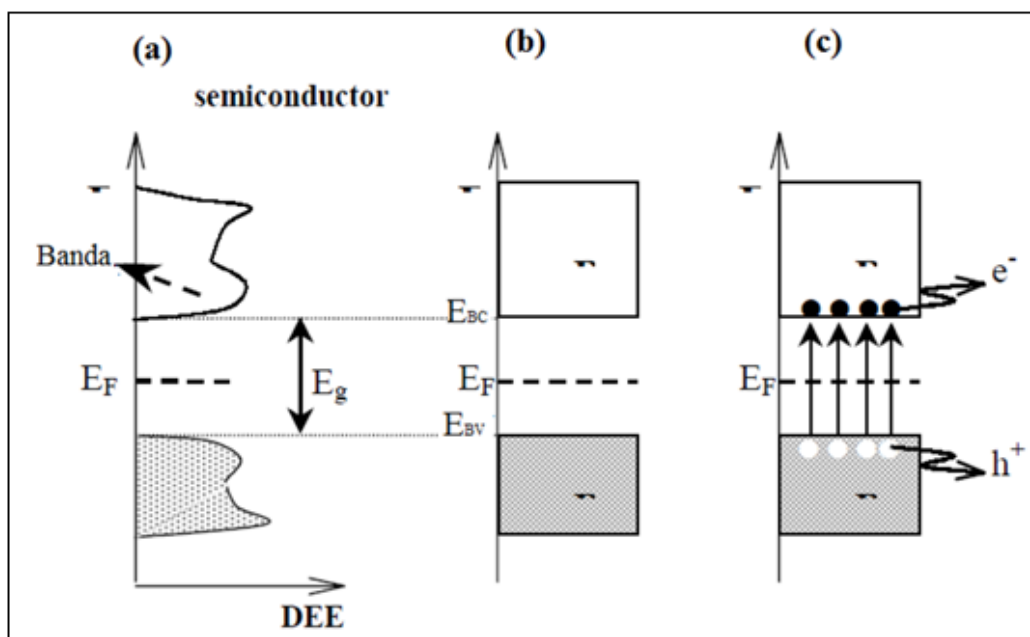 (a)
(b)
(c)
semiconductor
Banda
E_BC
E_F
E_g
E_F
E_F
E_BV
e⁻
h⁺
DEE